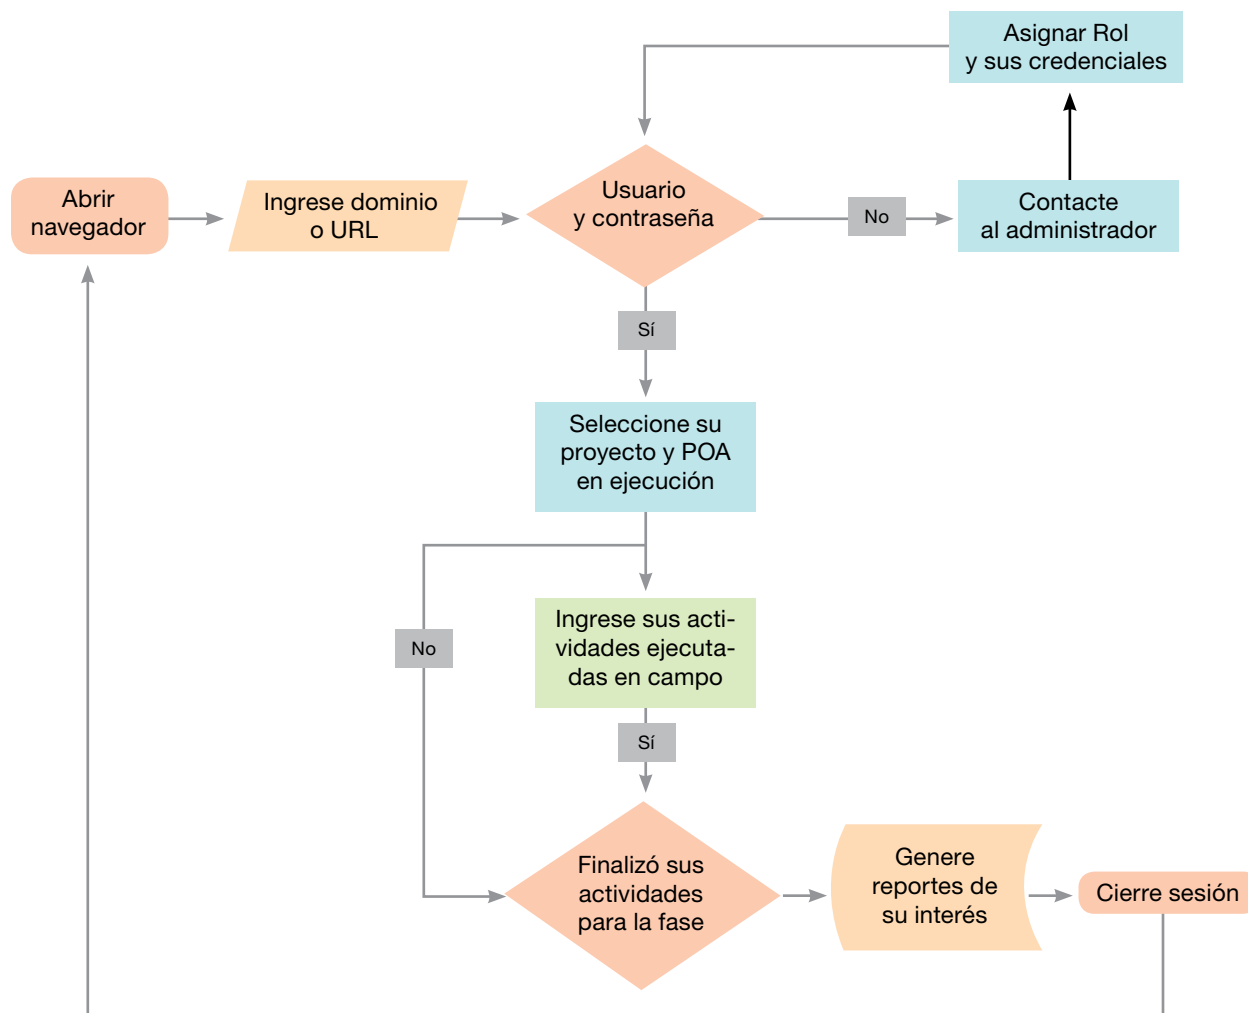 Asignar Rol
y sus credenciales
Abrir
navegador
Ingrese dominio
o URL
Usuario
y contraseña
No
Contacte
al administrador
Sí
Seleccione su
proyecto y POA
en ejecución
No
Ingrese sus acti-
vidades ejecuta-
das en campo
Sí
Finalizó sus
actividades
para la fase
Genere
reportes de
su interés
Cierre sesión